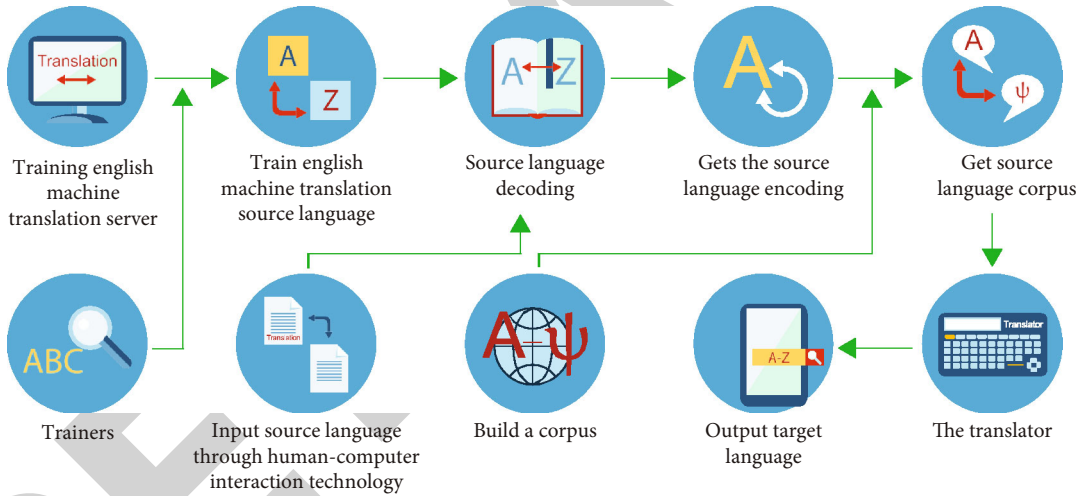 Translation
A
Z
A
Z
A
A
ψ
Training english
machine
translation server
Train english
machine translation
source language
Source language
decoding
Gets the source
language encoding
Get source
language corpus
ABC
Translation
A-ψ
A-Z
Translator
Trainers
Input source language
through human-computer
interaction technology
Build a corpus
Output target
language
The translator